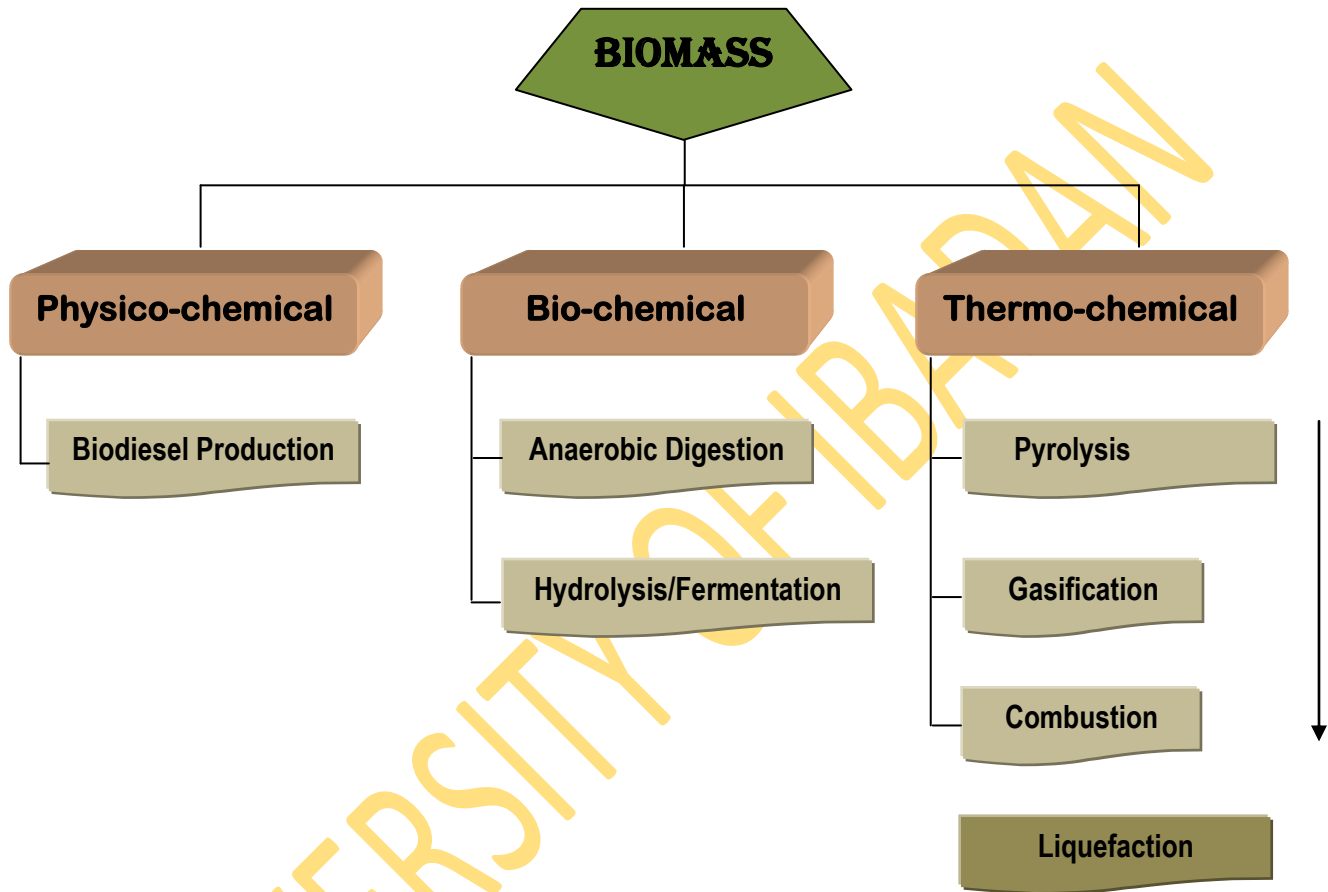 BIOMASS
Physico-chemical
Bio-chemical
Thermo-chemical
Biodiesel Production
Anaerobic Digestion
Pyrolysis
Hydrolysis/Fermentation
Gasification
Combustion
Liquefaction
ERSITY OF IBADAN